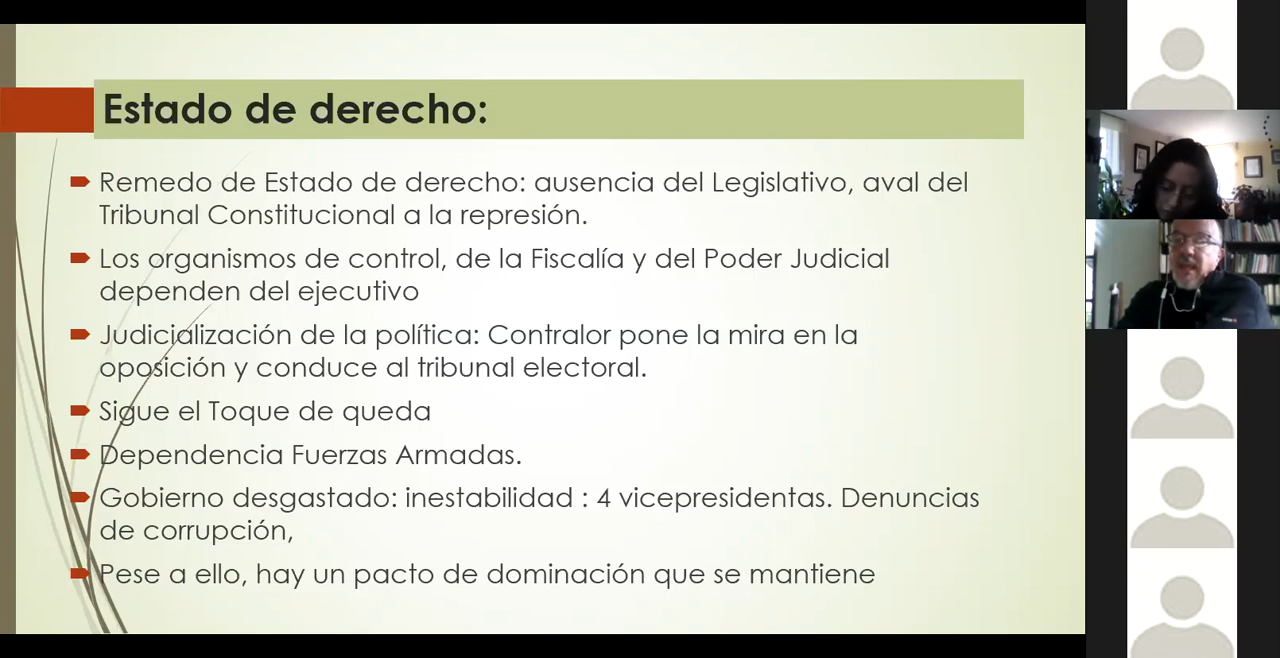 Estado de derecho:
Remedo de Estado de derecho: ausencia del Legislativo, aval del
Tribunal Constitucional a la represión.
Los organismos de control, de la Fiscalía y del Poder Judicial
dependen del ejecutivo
Judicialización de la política: Contralor pone la mira en la
oposición y conduce al tribunal electoral.
Sigue el Toque de queda
Dependencia Fuerzas Armadas.
Gobierno desgastado: inestabilidad : 4 vicepresidentas. Denuncias
de corrupción,
Pese a ello, hay un pacto de dominación que se mantiene